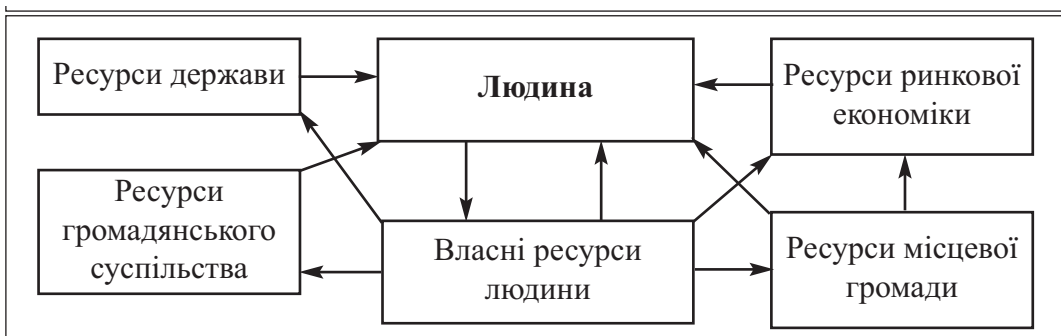 Ресурси держави
Людина
Ресурси ринкової
економіки
Ресурси
громадянського
суспільства
Власні ресурси
людини
Ресурси місцевої
громади